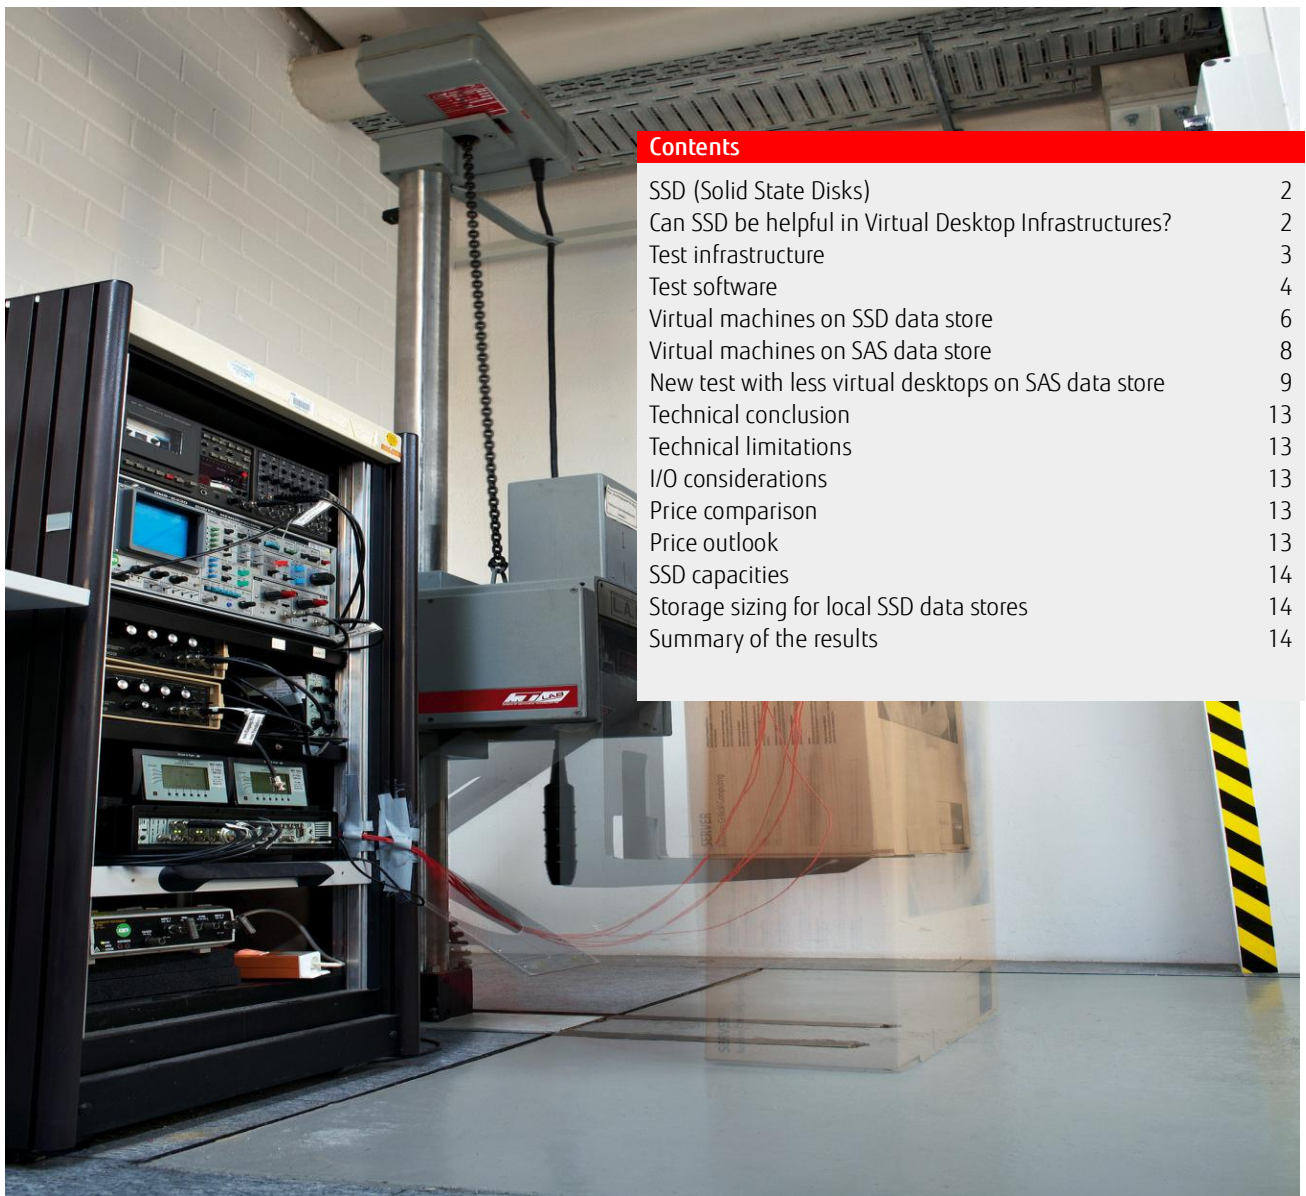 Contents
SSD (Solid State Disks) 2
Can SSD be helpful in Virtual Desktop Infrastructures? 2
Test infrastructure 3
Test software 4
Virtual machines on SSD data store 6
Virtual machines on SAS data store 8
New test with less virtual desktops on SAS data store 9
Technical conclusion 13
Technical limitations 13
I/O considerations 13
Price comparison 13
Price outlook 13
SSD capacities 14
Storage sizing for local SSD data stores 14
Summary of the results 14
LAB
SERVER
SERVER